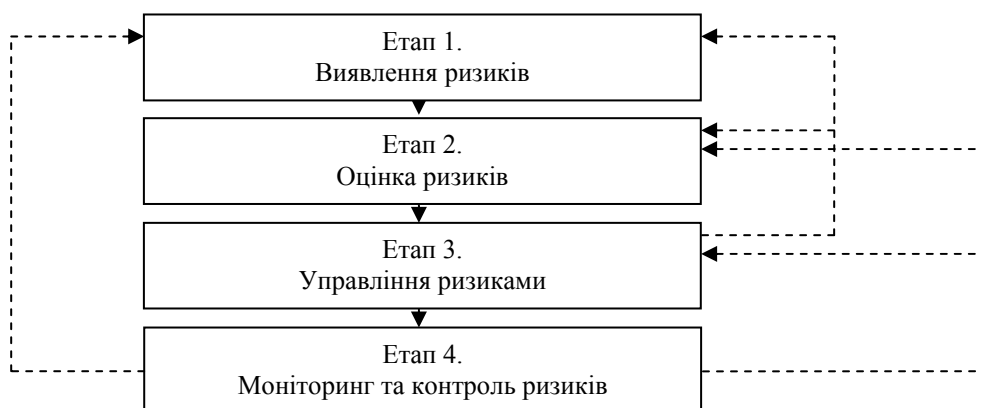 Етап 1.
Виявлення ризиків
Етап 2.
Оцінка ризиків
Етап 3.
Управління ризиками
Етап 4.
Моніторинг та контроль ризиків